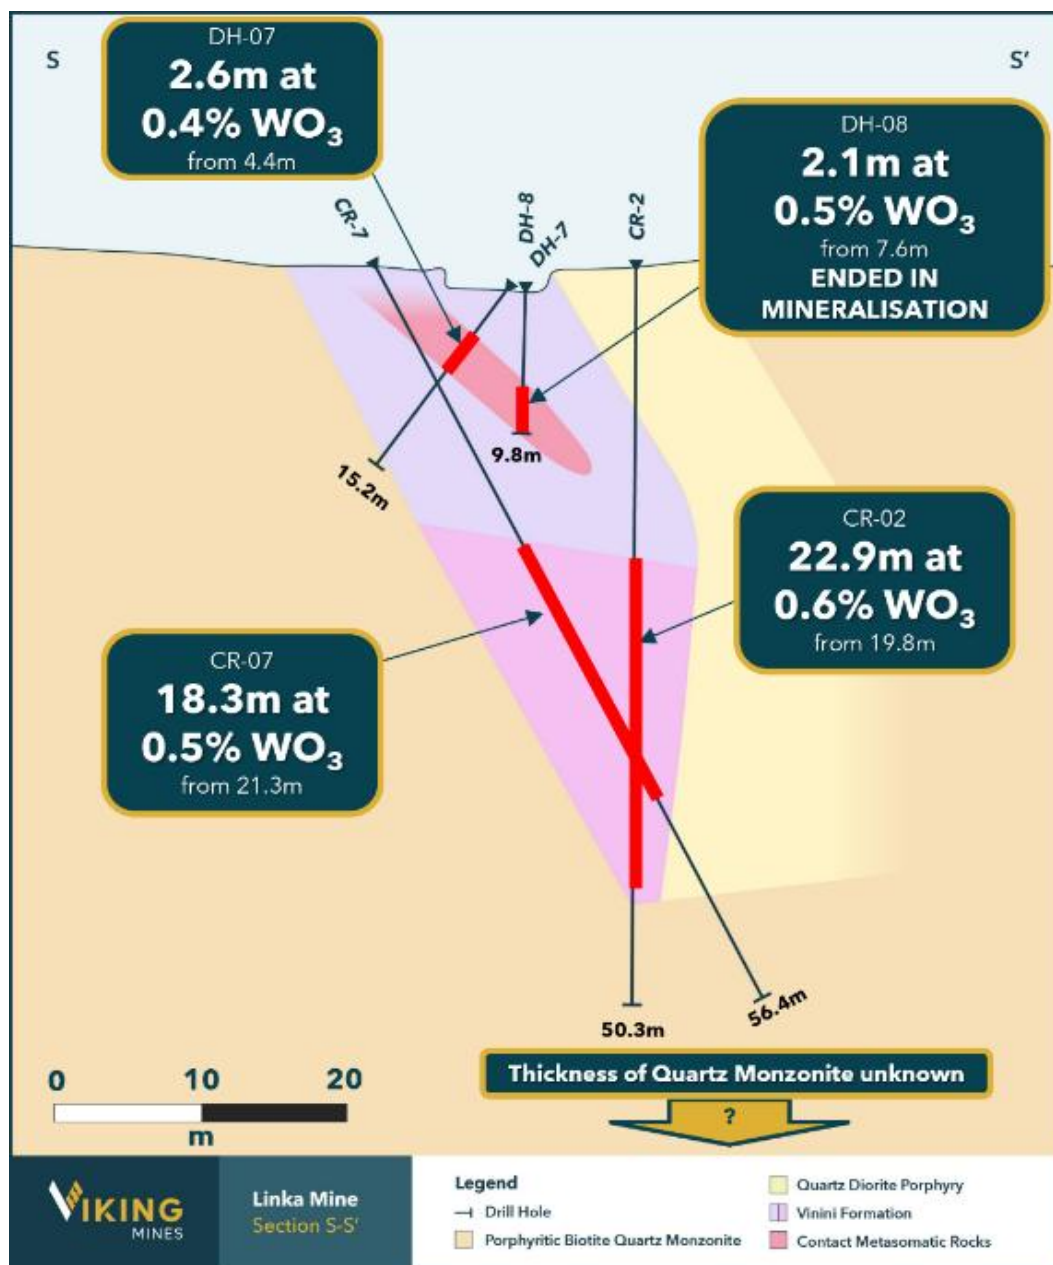 S
S'
DH-07
2.6m at
0.4% WO₃
from 4.4m
DH-08
2.1m at
0.5% WO₃
from 7.6m
ENDED IN
MINERALISATION
CR-7
DH-8
DH-7
CR-2
15.2m
9.8m
CR-02
22.9m at
0.6% WO₃
from 19.8m
CR-07
18.3m at
0.5% WO₃
from 21.3m
56.4m
50.3m
0 10 20
m
Thickness of Quartz Monzonite unknown
?
VIKING
MINES
Linka Mine
Section S-S'
Legend
Drill Hole
Porphyritic Biotite Quartz Monzonite
Quartz Diorite Porphyry
Vinini Formation
Contact Metasomatic Rocks